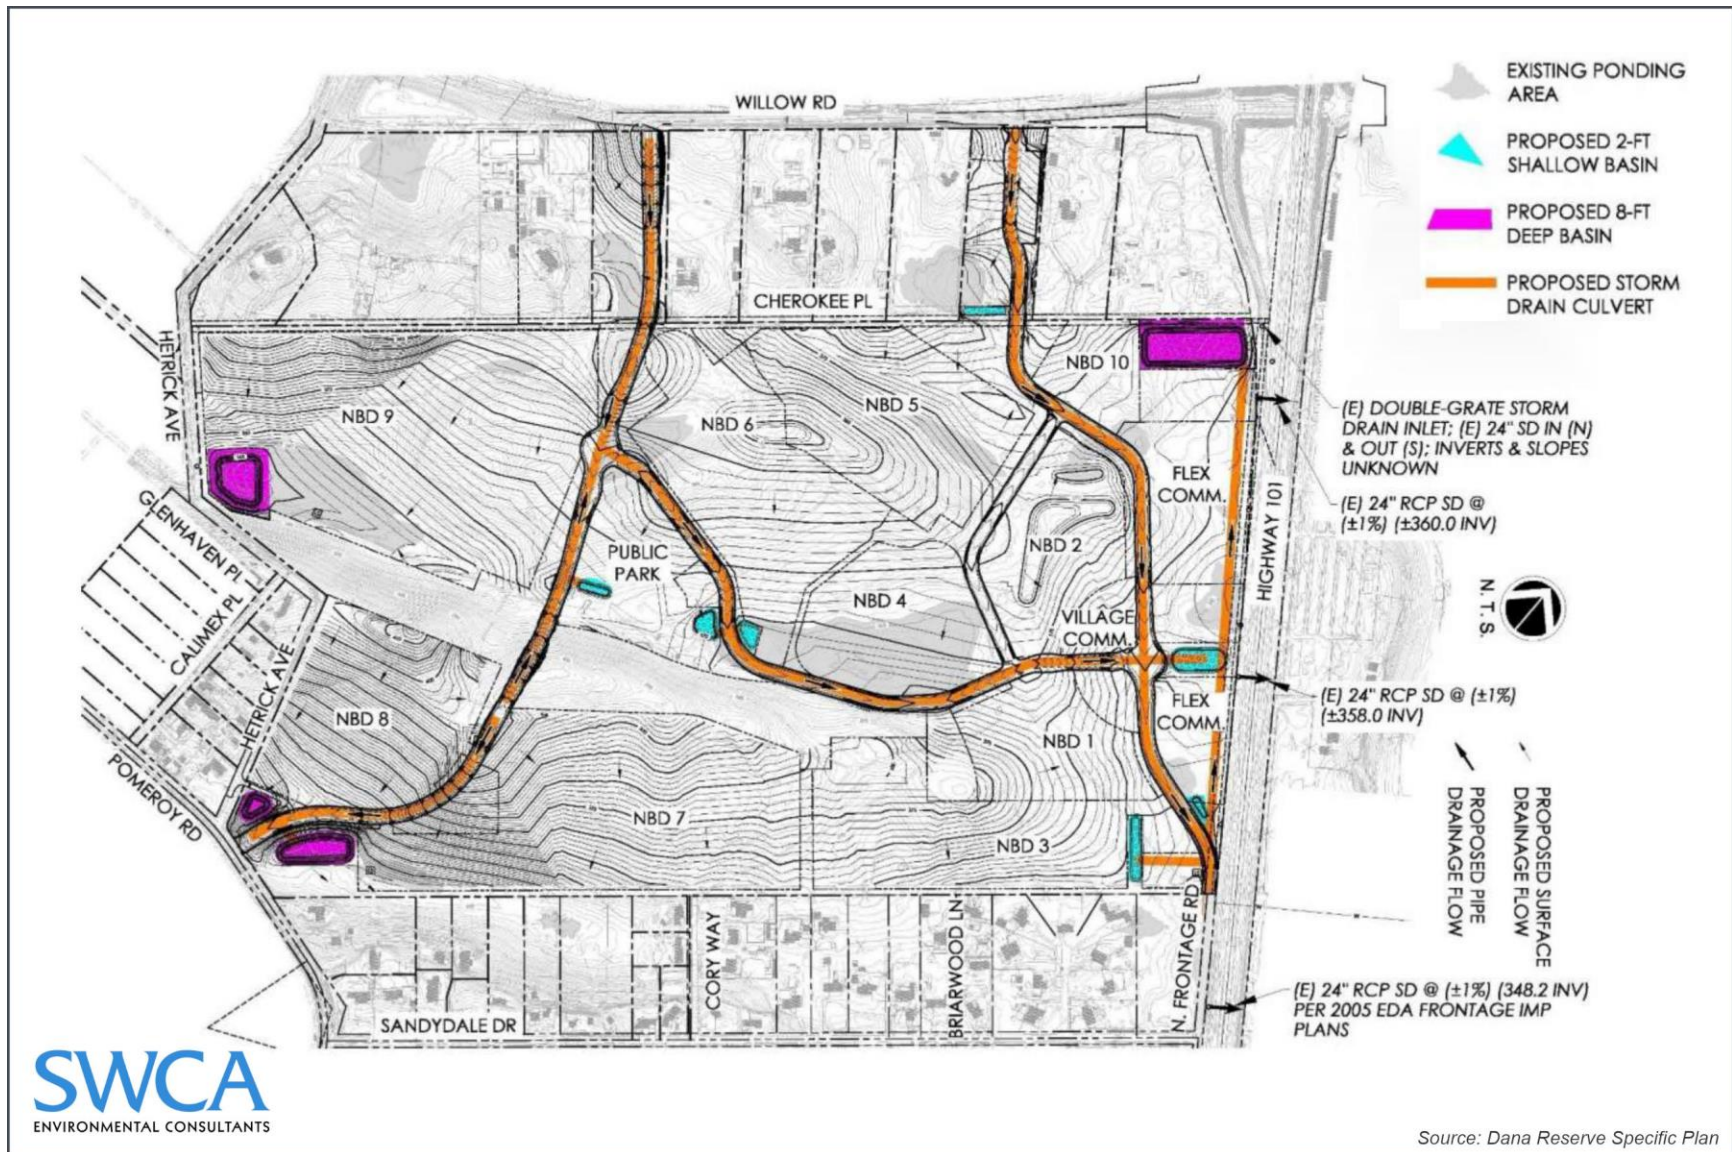 WILLOW RD
EXISTING PONDING
AREA
PROPOSED 2-FT
SHALLOW BASIN
PROPOSED 8-FT
DEEP BASIN
PROPOSED STORM
DRAIN CULVERT
CHEROKEE PL
HETRICK AVE
NBD 10
NBD 9
NBD 6
NBD 5
(E) DOUBLE-GRATE STORM
DRAIN INLET; (E) 24" SD IN (N)
& OUT (S); INVERTS & SLOPES
UNKNOWN
FLEX
COMM.
(E) 24" RCP SD @
(±1%) (±360.0 INV)
HIGHWAY 101
GLENHAVEN PL
CALIMEX PL
PUBLIC
PARK
NBD 2
NBD 4
VILLAGE
COMM.
N. T. S.
HETRICK AVE
NBD 8
FLEX
COMM.
(E) 24" RCP SD @ (±1%)
(±358.0 INV)
NBD 1
POMEROY RD
NBD 7
NBD 3
PROPOSED PIPE
DRAINAGE FLOW
PROPOSED SURFACE
DRAINAGE FLOW
CORY WAY
BRIARWOOD LN
N. FRONTAGE RD
SANDYDALE DR
(E) 24" RCP SD @ (±1%) (348.2 INV)
PER 2005 EDA FRONTAGE IMP
PLANS
SWCA
ENVIRONMENTAL CONSULTANTS
Source: Dana Reserve Specific Plan